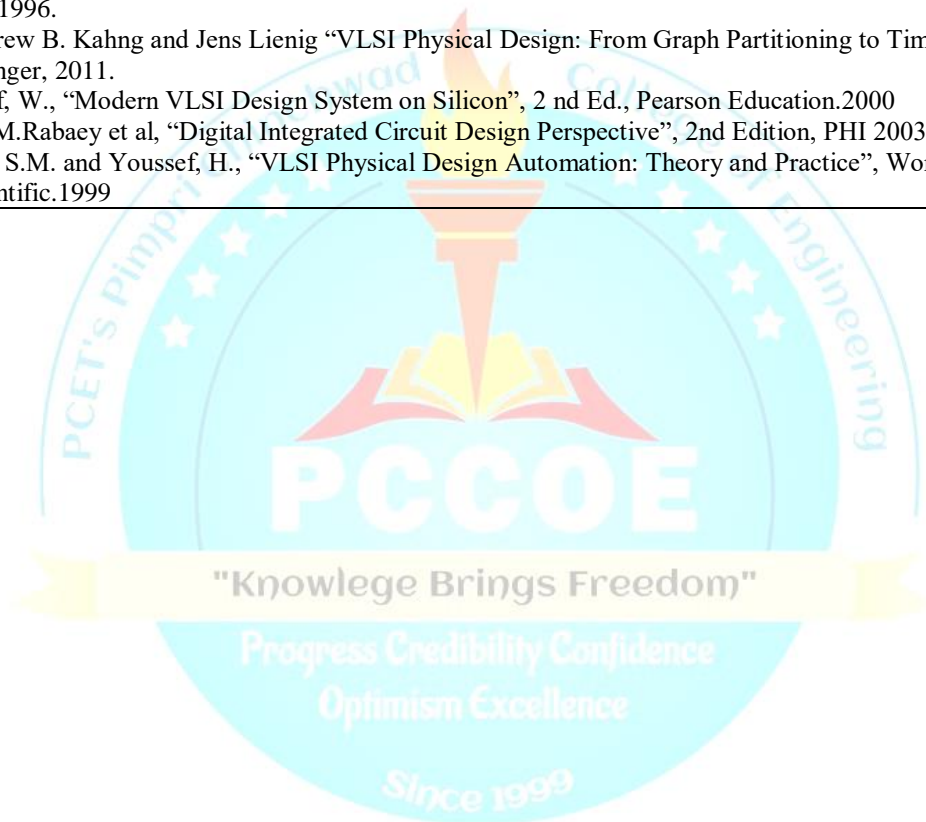 1996.
rew B. Kahng and Jens Lienig “VLSI Physical Design: From Graph Partitioning to Tim
nger, 2011.
f, W., “Modern VLSI Design System on Silicon”, 2 nd Ed., Pearson Education.2000
M.Rabaey et al, “Digital Integrated Circuit Design Perspective”, 2nd Edition, PHI 2003
S.M. and Youssef, H., “VLSI Physical Design Automation: Theory and Practice”, Wor
ntific.1999
PCET's Pimpri Chinchwad College of Engineering
PCCOE
"Knowlege Brings Freedom"
Progress Credibility Confidence
Optimism Excellence
Since 1999